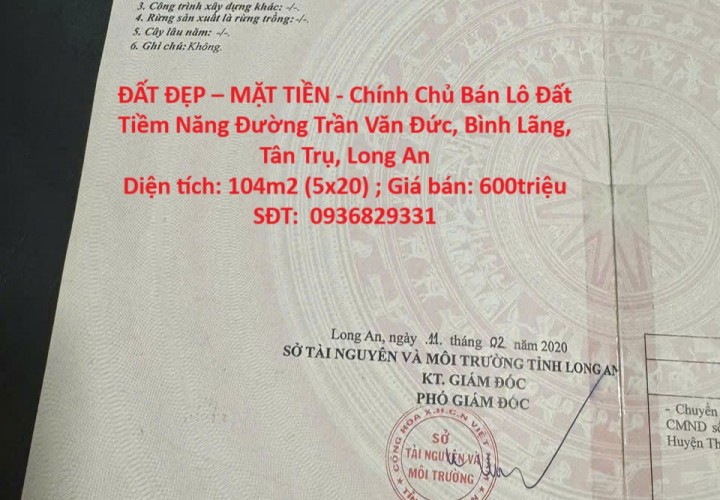 3. Công trình xây dựng khác: -/-.
4. Rừng sản xuất là rừng trồng: -/-.
5. Cây lâu năm: -/-.
6. Ghi chú: Không.
ĐẤT ĐẸP – MẶT TIỀN - Chính Chủ Bán Lô Đất
Tiềm Năng Đường Trần Văn Đức, Bình Lãng,
Tân Trụ, Long An
Diện tích: 104m2 (5x20) ; Giá bán: 600triệu
SĐT: 0936829331
Long An, ngày .11. tháng 02 năm 2020
SỞ TÀI NGUYÊN VÀ MÔI TRƯỜNG TỈNH LONG AN
KT. GIÁM ĐỐC
PHÓ GIÁM ĐỐC
CỘNG HÒA X.H.C.N VIỆT
SỞ
TÀI NGUYÊN VÀ
MÔI TRƯỜNG
- Chuyển
CMND số
Huyện Th